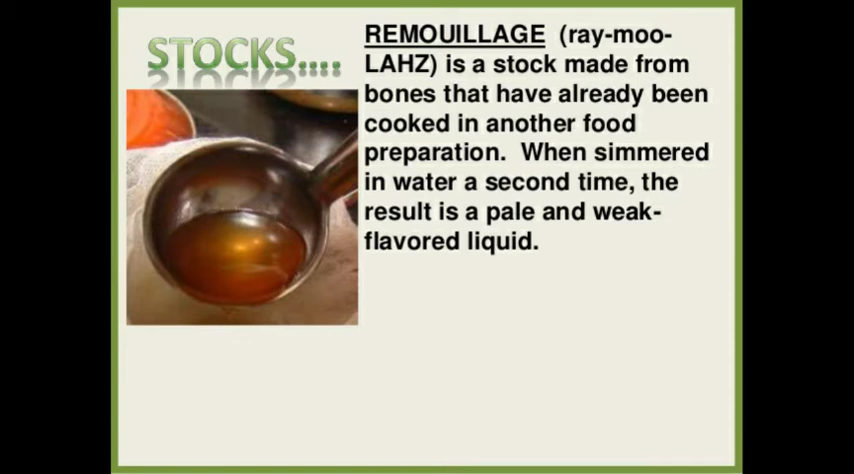 STOCKS....
REMOUILLAGE (ray-moo-
LAHZ) is a stock made from
bones that have already been
cooked in another food
preparation. When simmered
in water a second time, the
result is a pale and weak-
flavored liquid.